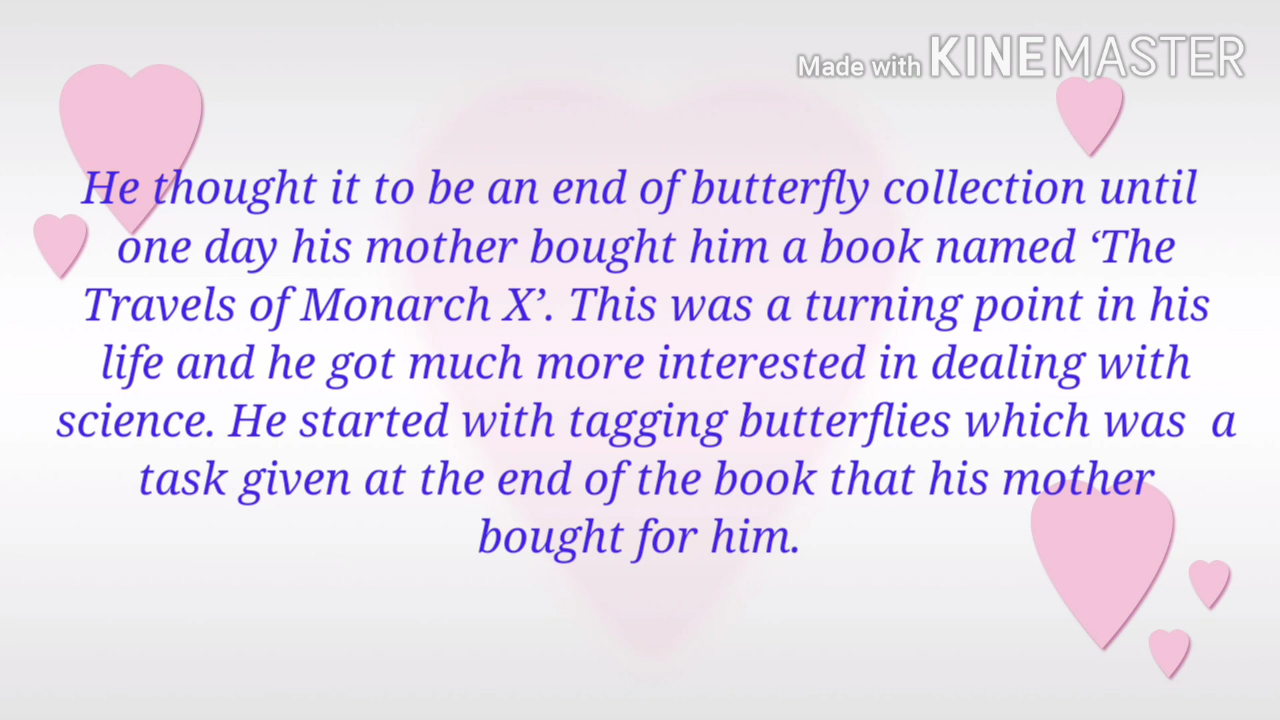 Made with KINEMASTER
He thought it to be an end of butterfly collection until
one day his mother bought him a book named ‘The
Travels of Monarch X’. This was a turning point in his
life and he got much more interested in dealing with
science. He started with tagging butterflies which was  a
task given at the end of the book that his mother
bought for him.